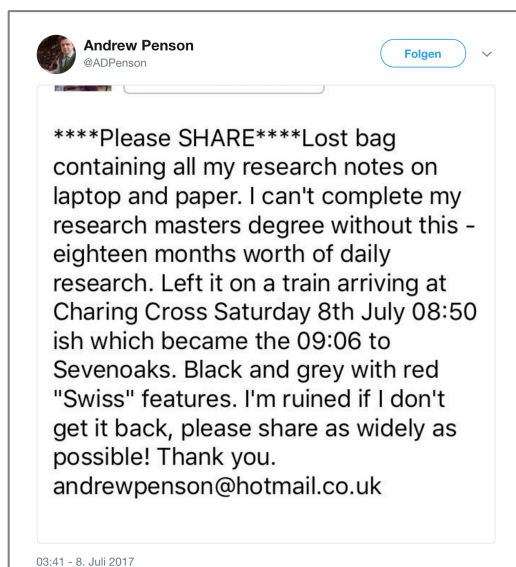 Andrew Penson
@ADPenson
Folgen
****Please SHARE****Lost bag
containing all my research notes on
laptop and paper. I can't complete my
research masters degree without this -
eighteen months worth of daily
research. Left it on a train arriving at
Charing Cross Saturday 8th July 08:50
ish which became the 09:06 to
Sevenoaks. Black and grey with red
"Swiss" features. I'm ruined if I don't
get it back, please share as widely as
possible! Thank you.
andrewpenson@hotmail.co.uk
03:41 - 8. Juli 2017